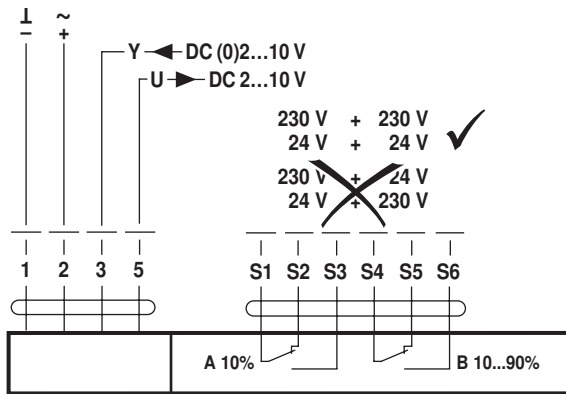 ⊥ ~
– +
Y DC (0)2...10 V
U DC 2...10 V
230 V + 230 V
24 V + 24 V
230 V + 24 V
24 V + 230 V
1 2 3 5 S1 S2 S3 S4 S5 S6
A 10% B 10...90%